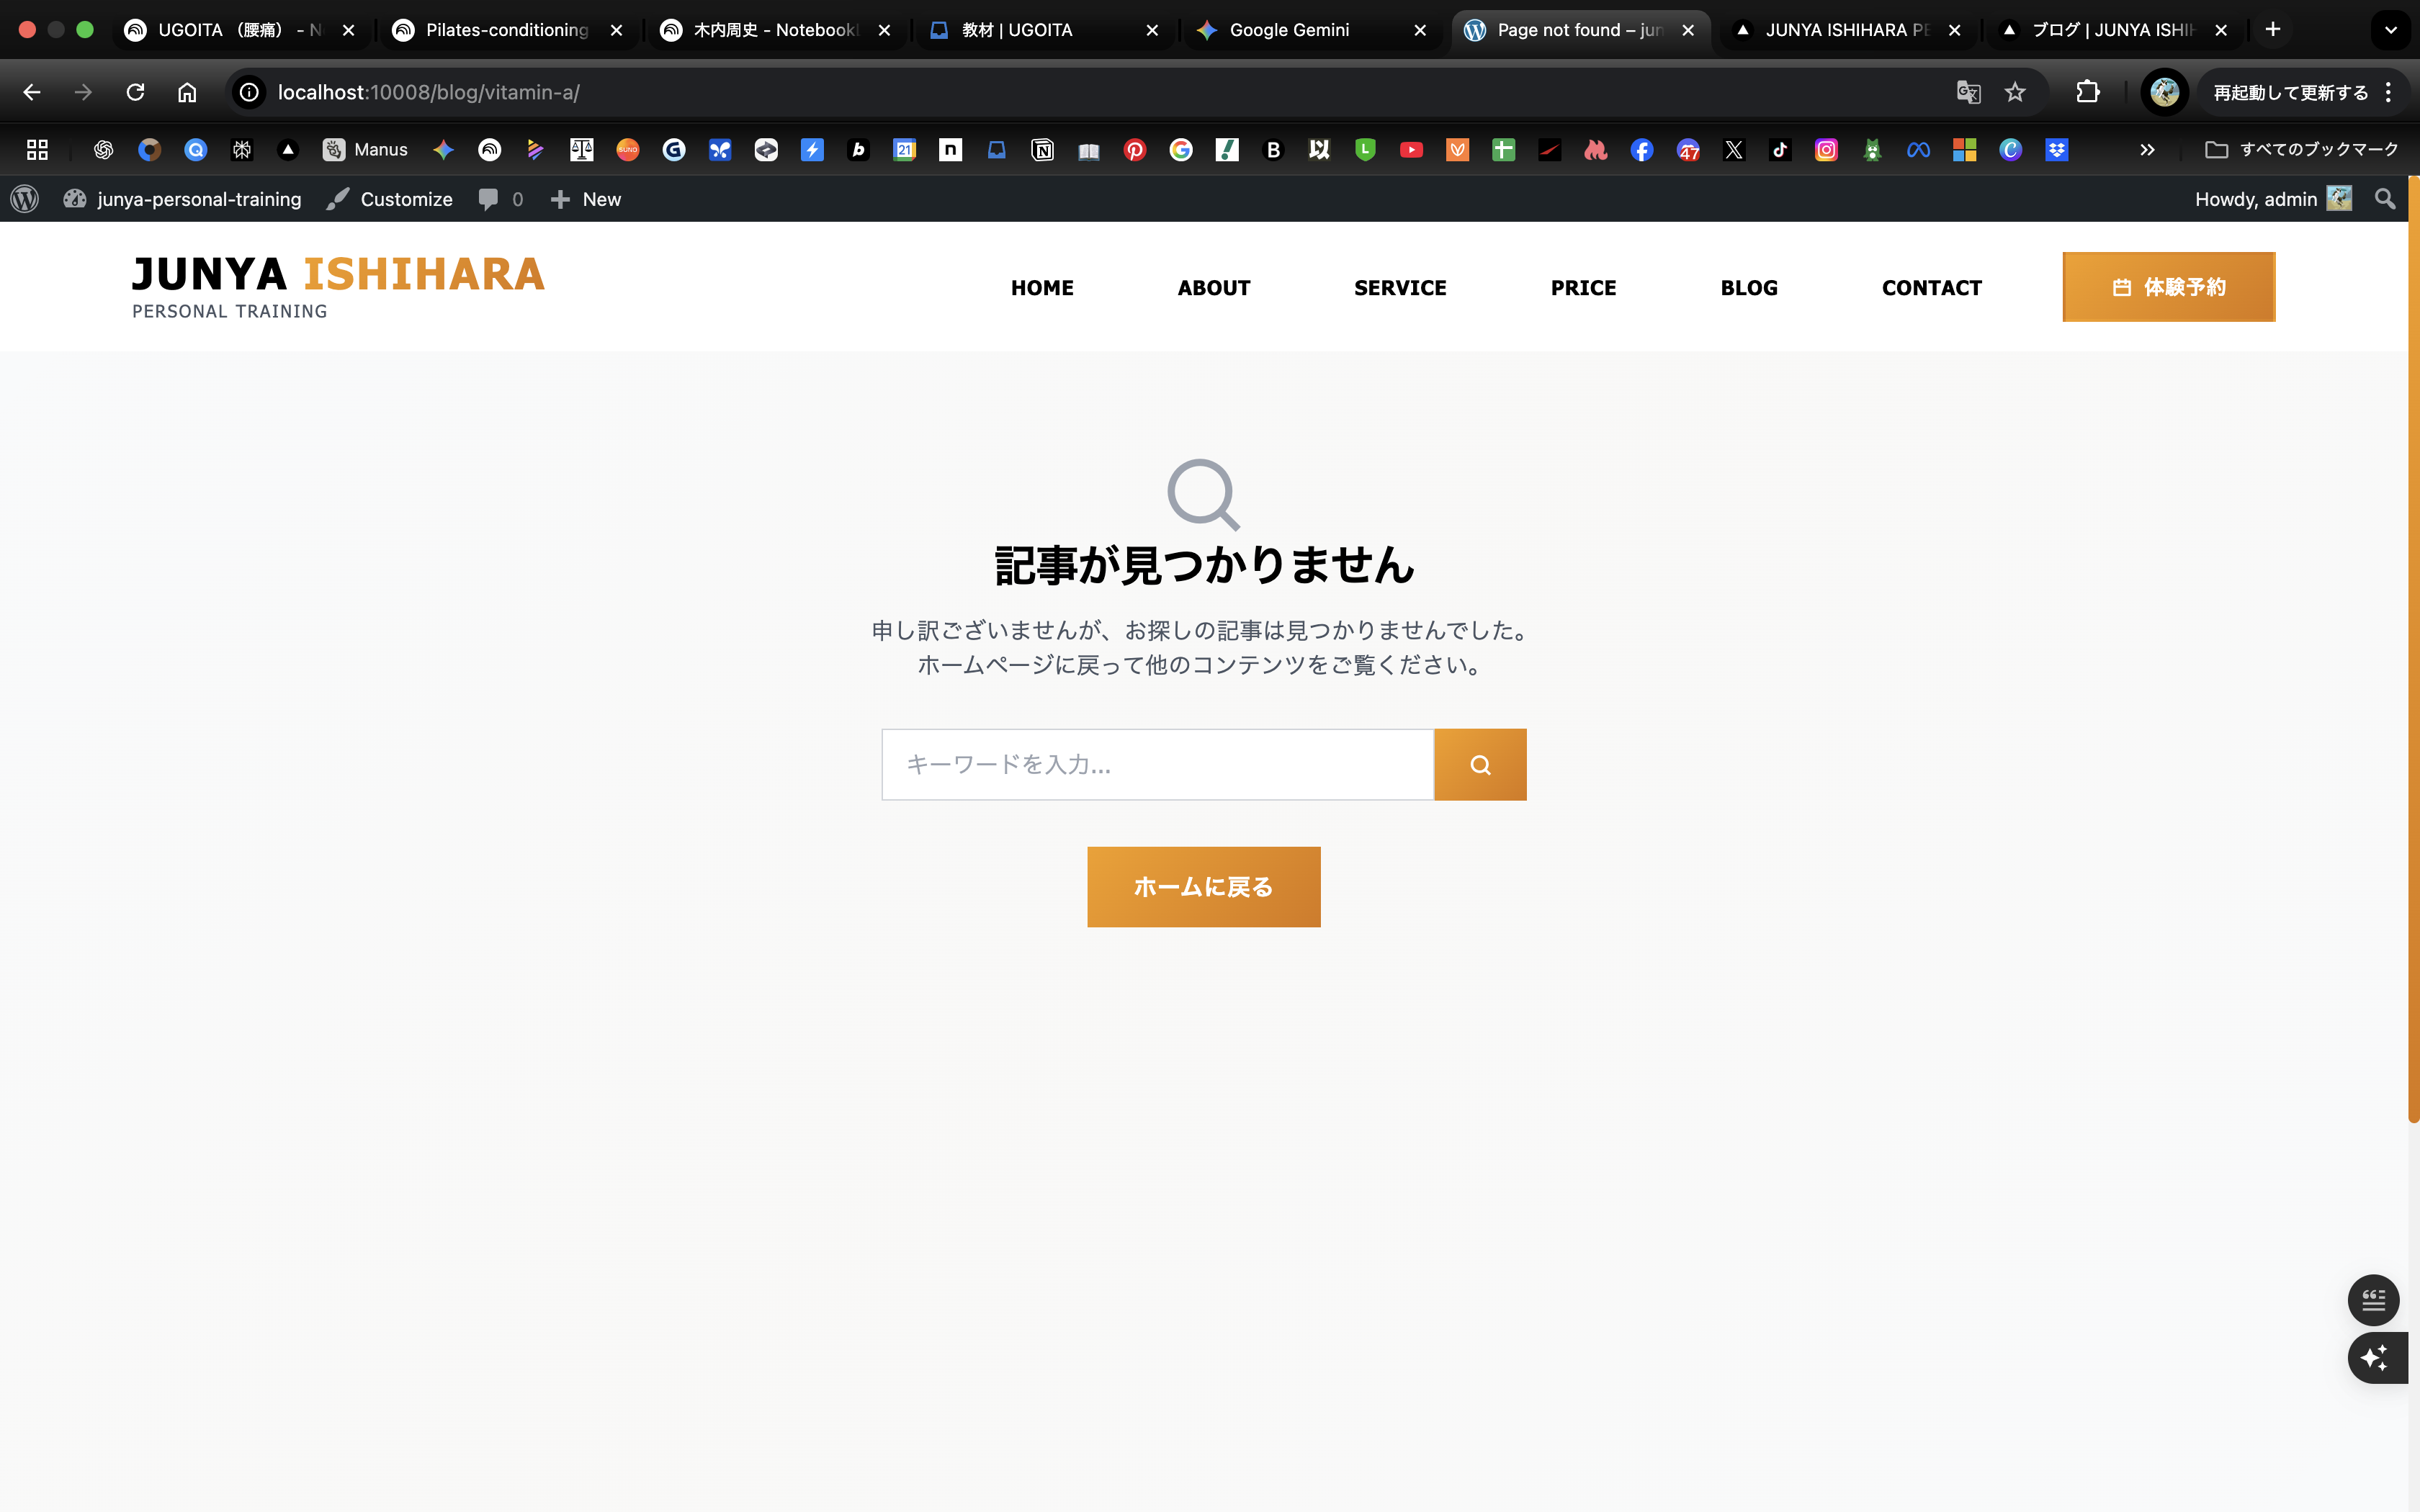 UGOITA （腰痛） - N
Pilates-conditioning
木内周史 - Notebookl
教材 | UGOITA
Google Gemini
Page not found – jun
JUNYA ISHIHARA PE
ブログ | JUNYA ISHIH
localhost:10008/blog/vitamin-a/
再起動して更新する
Manus
すべてのブックマーク
junya-personal-training
Customize
0
New
Howdy, admin
JUNYA ISHIHARA
PERSONAL TRAINING
HOME
ABOUT
SERVICE
PRICE
BLOG
CONTACT
体験予約
記事が見つかりません
申し訳ございませんが、お探しの記事は見つかりませんでした。
ホームページに戻って他のコンテンツをご覧ください。
キーワードを入力...
ホームに戻る